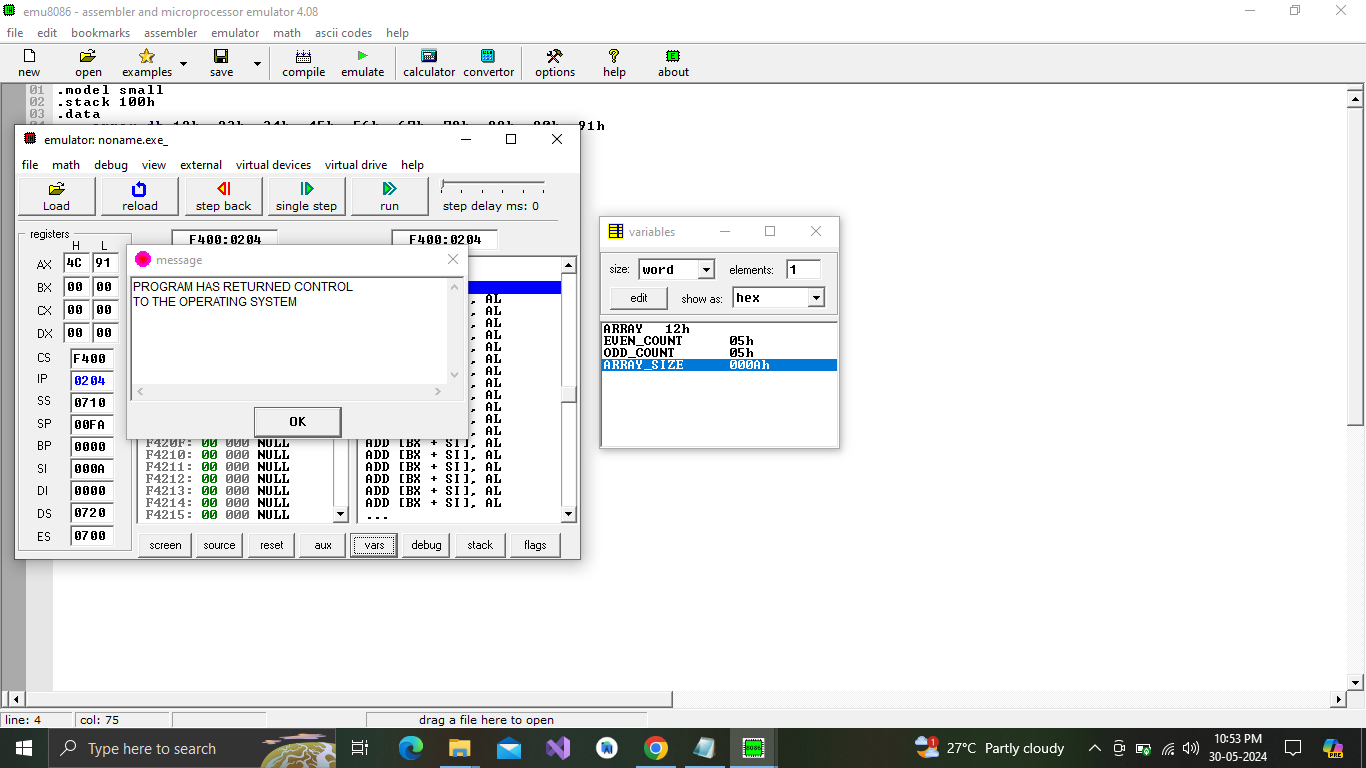 emu8086 - assembler and microprocessor emulator 4.08
file edit bookmarks assembler emulator math ascii codes help
new open examples save compile emulate calculator convertor options help about
01 .model small
02 .stack 100h
03 .data
91h
emulator: noname.exe_
file math debug view external virtual devices virtual drive help
Load reload step back single step run step delay ms: 0
registers
F400:0204 F400:0204
H L
AX 4C 91
BX 00 00
CX 00 00
DX 00 00
CS F400
IP 0204
SS 0710
SP 00FA
BP 0000
SI 000A
DI 0000
DS 0720
ES 0700
message
PROGRAM HAS RETURNED CONTROL
TO THE OPERATING SYSTEM
OK
, AL
, AL
, AL
, AL
, AL
, AL
, AL
, AL
, AL
, AL
, AL
, AL
F420F: 00 000 NULL ADD [BX + SI], AL
F4210: 00 000 NULL ADD [BX + SI], AL
F4211: 00 000 NULL ADD [BX + SI], AL
F4212: 00 000 NULL ADD [BX + SI], AL
F4213: 00 000 NULL ADD [BX + SI], AL
F4214: 00 000 NULL ADD [BX + SI], AL
F4215: 00 000 NULL ...
screen source reset aux vars debug stack flags
variables
size: word elements: 1
edit show as: hex
ARRAY 12h
EVEN_COUNT 05h
ODD_COUNT 05h
ARRAY_SIZE 000Ah
line: 4 col: 75 drag a file here to open
Type here to search
8086
27°C Partly cloudy
10:53 PM
30-05-2024
PRE